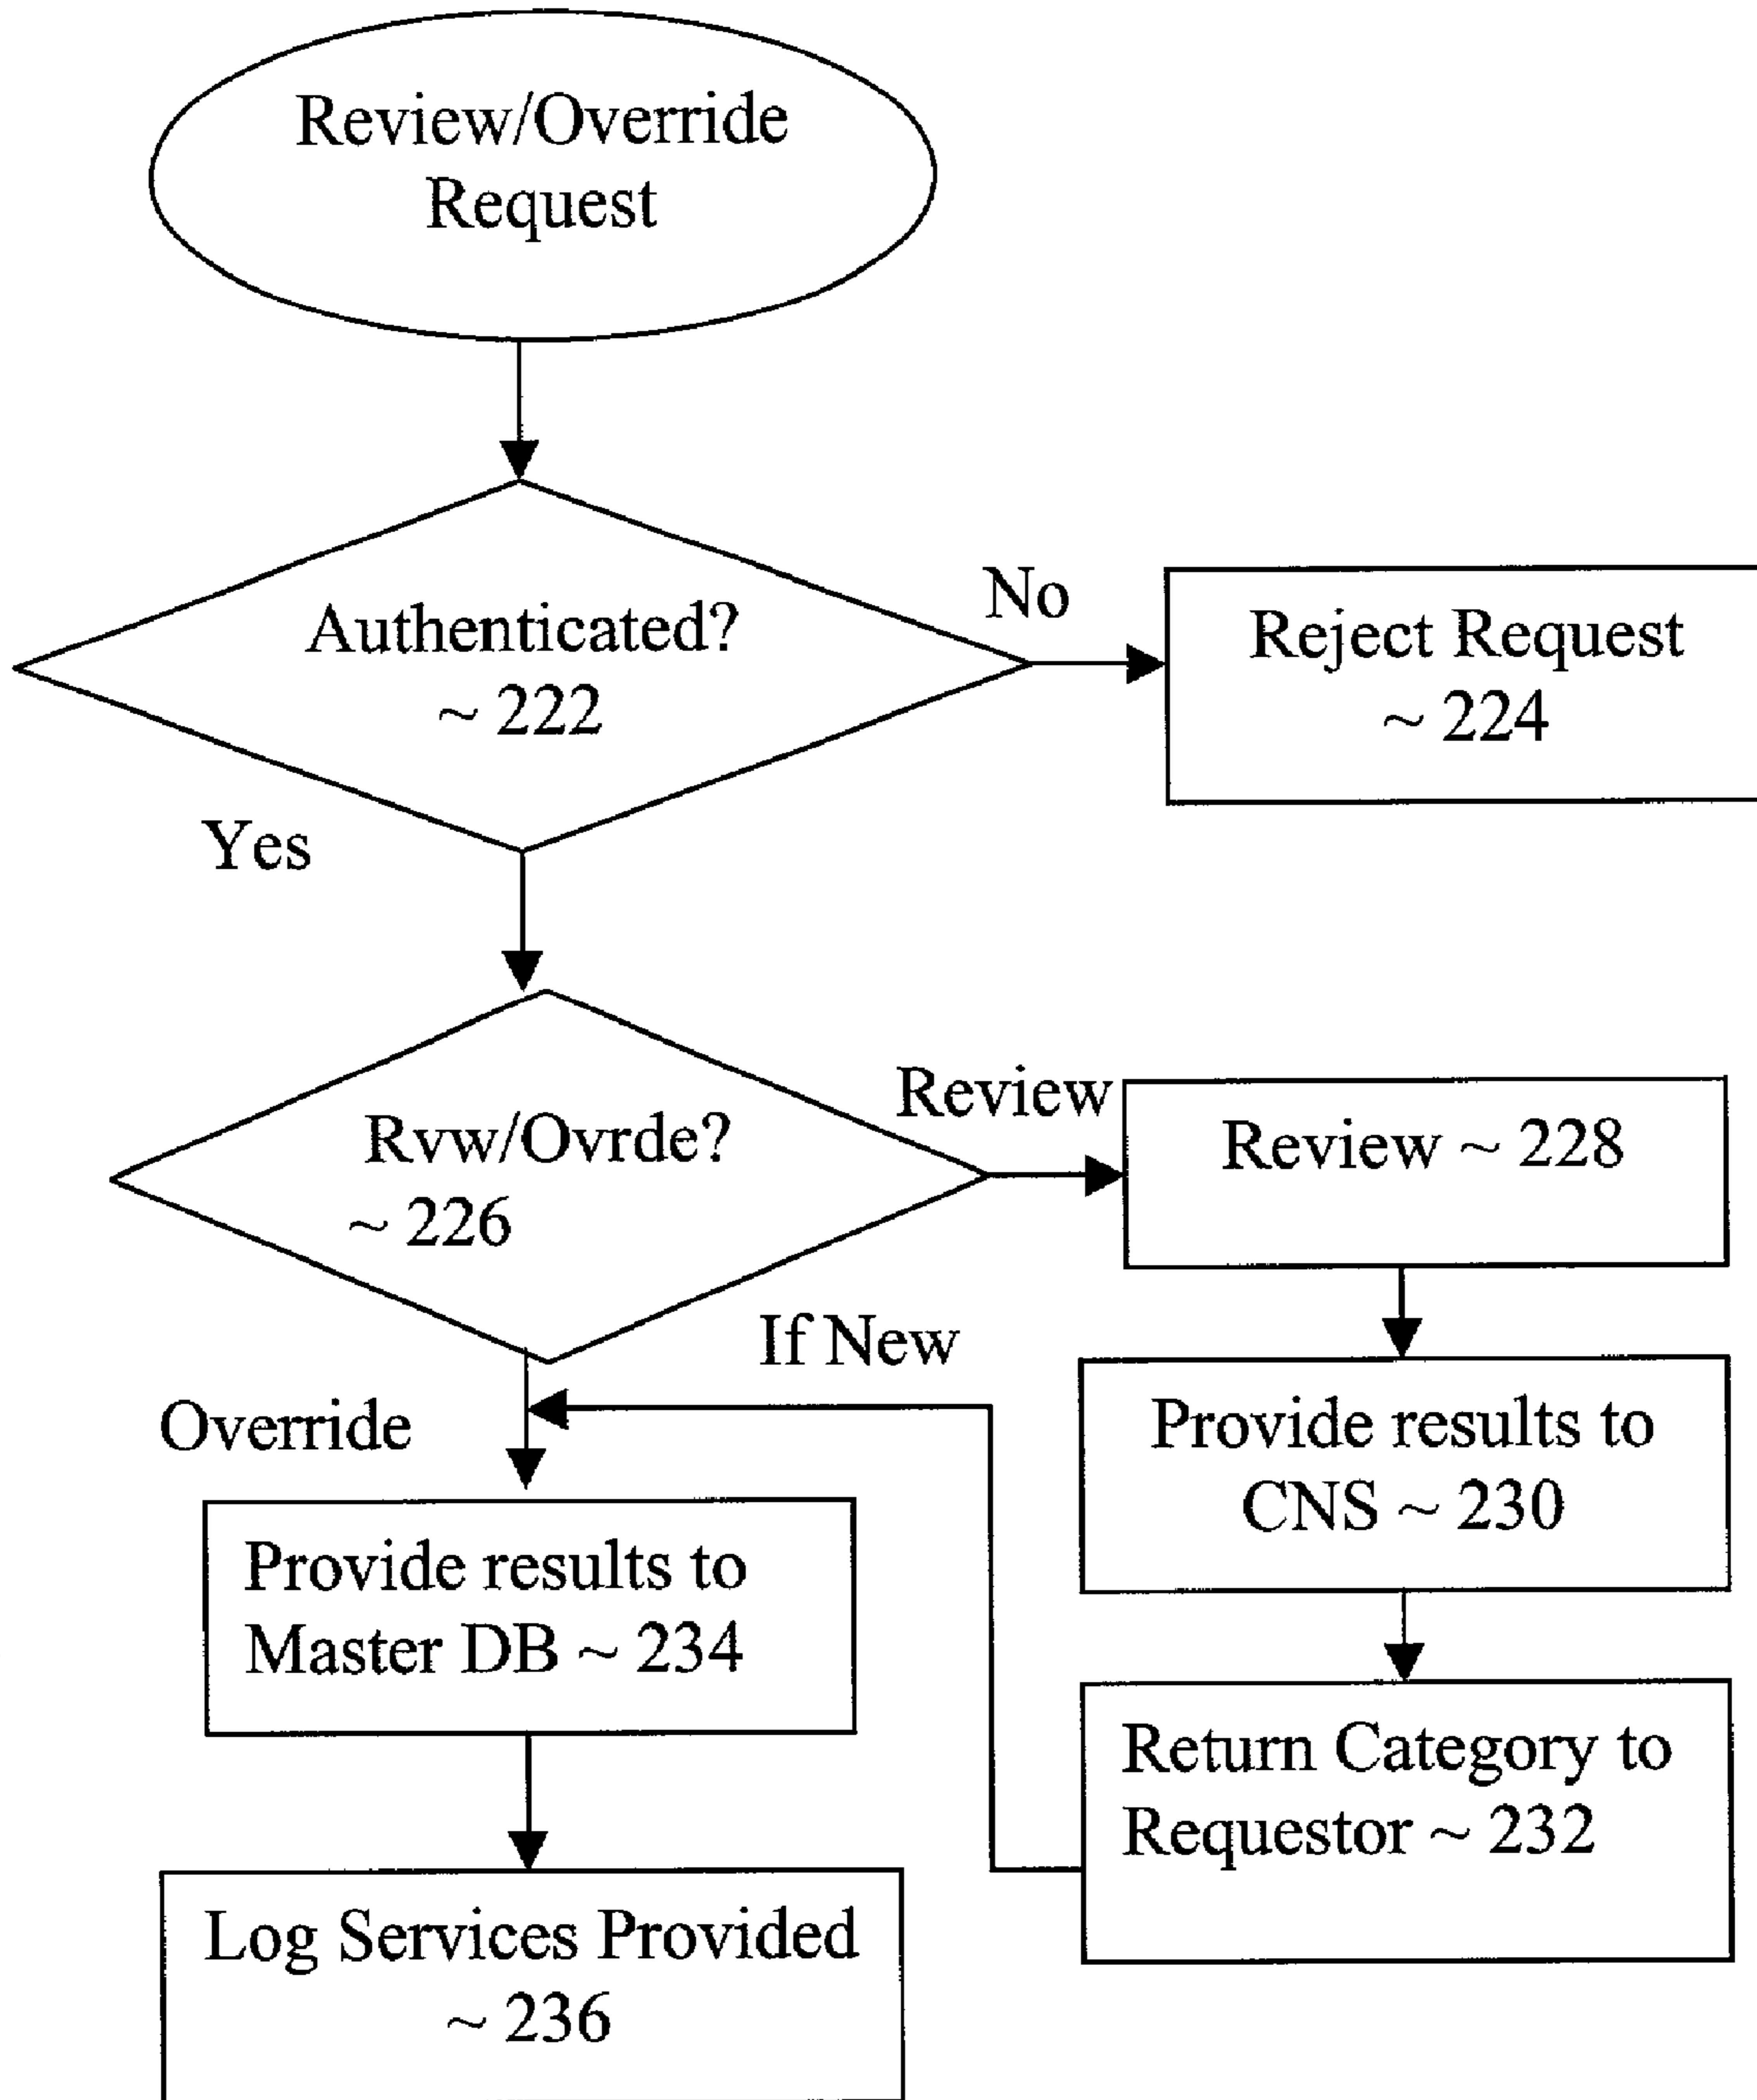 Review/Override
Request
Authenticated?
~ 222
No
Reject Request
~ 224
Yes
Rvw/Ovrde?
~ 226
Review
Review ~ 228
If New
Override
Provide results to
CNS ~ 230
Provide results to
Master DB ~ 234
Return Category to
Requestor ~ 232
Log Services Provided
~ 236